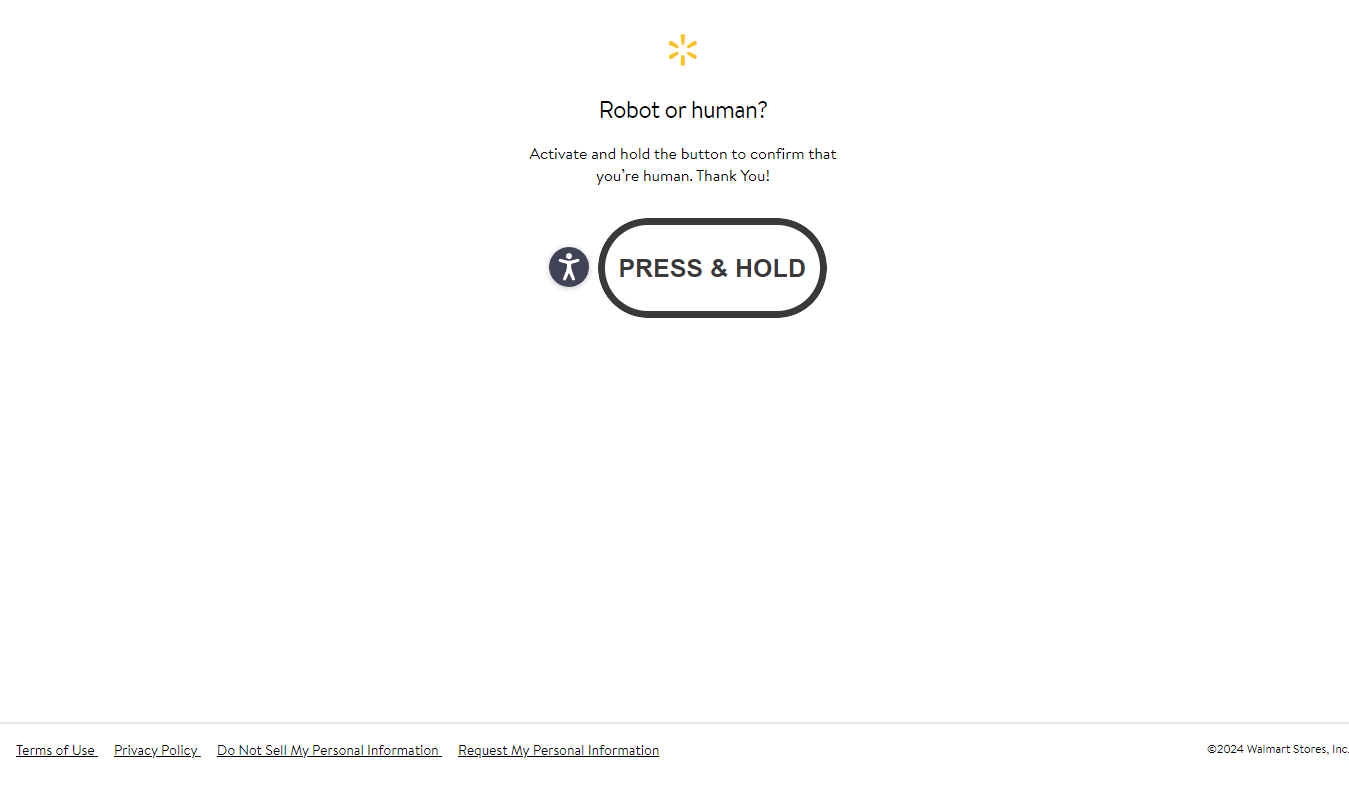 Robot or human?
Activate and hold the button to confirm that
you’re human. Thank You!
PRESS & HOLD
Terms of Use Privacy Policy Do Not Sell My Personal Information Request My Personal Information ©2024 Walmart Stores, Inc.